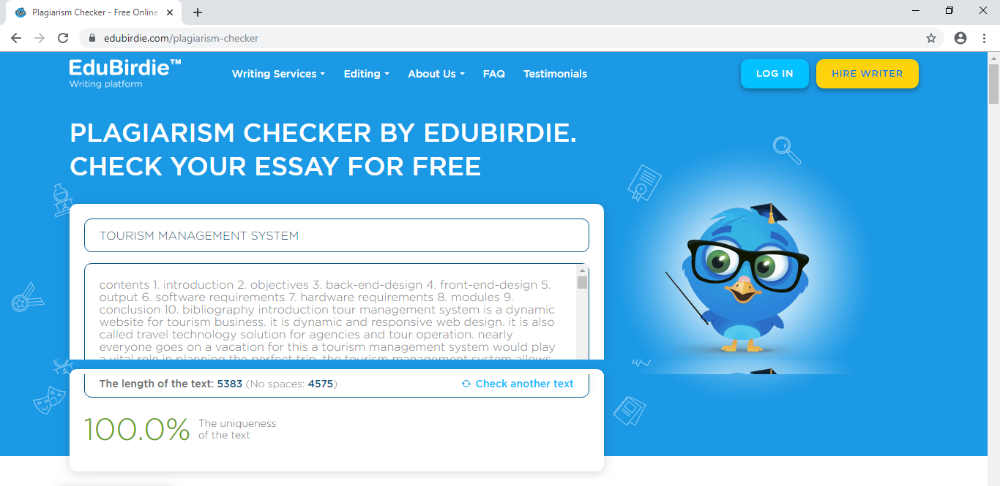 Plagiarism Checker - Free Online
edubirdie.com/plagiarism-checker
EduBirdie™
Writing platform
Writing Services
Editing
About Us
FAQ
Testimonials
LOG IN
HIRE WRITER
PLAGIARISM CHECKER BY EDUBIRDIE.
CHECK YOUR ESSAY FOR FREE
TOURISM MANAGEMENT SYSTEM
contents 1. introduction 2. objectives 3. back-end-design 4. front-end-design 5.
output 6. software requirements 7. hardware requirements 8. modules 9.
conclusion 10. bibliography introduction tour management system is a dynamic
website for tourism business. it is dynamic and responsive web design. it is also
called travel technology solution for agencies and tour operation. nearly
everyone goes on a vacation for this a tourism management system would play
a vital role in planning the perfect trip. the tourism management system allows
The length of the text: 5383 (No spaces: 4575)
Check another text
100.0%
The uniqueness
of the text